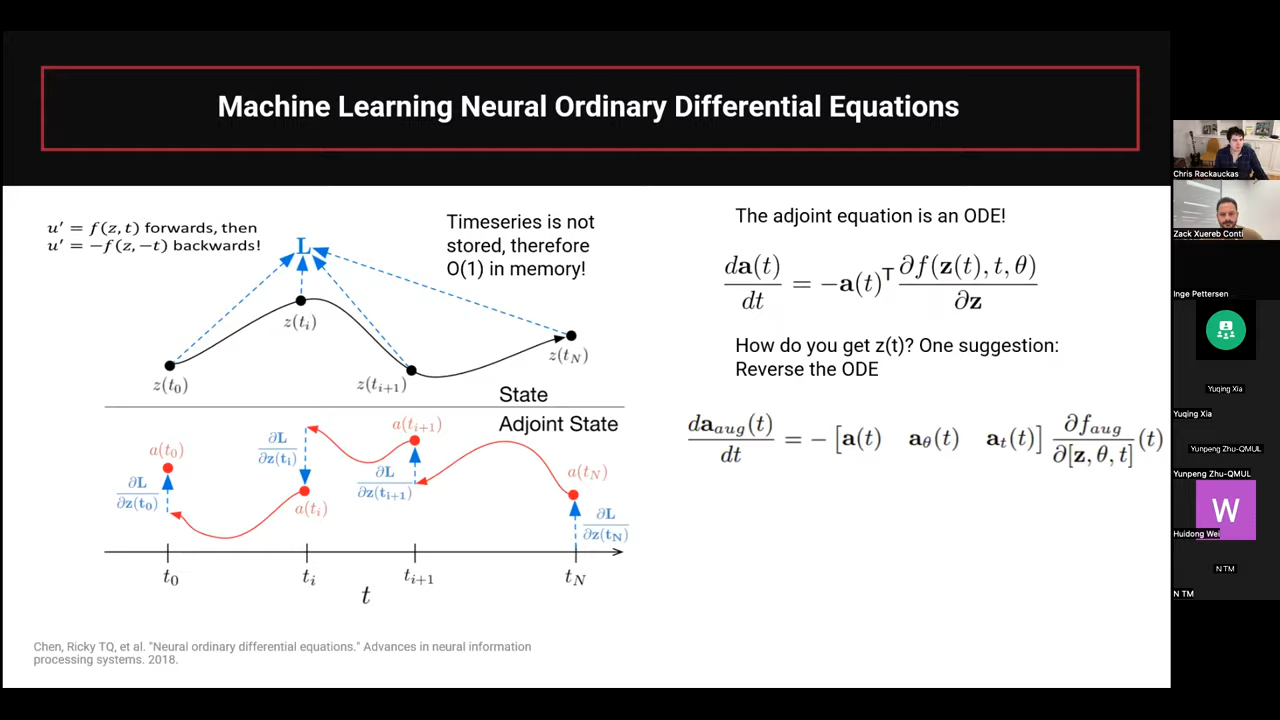 Machine Learning Neural Ordinary Differential Equations
u′ = f(z, t) forwards, then
u′ = −f(z, −t) backwards!
L
Timeseries is not
stored, therefore
O(1) in memory!
z(t_i)
z(t_0)
z(t_{i+1})
z(t_N)
State
Adjoint State
a(t_0)
∂L/∂z(t_0)
∂L/∂z(t_i)
a(t_i)
a(t_{i+1})
∂L/∂z(t_{i+1})
a(t_N)
∂L/∂z(t_N)
t_0
t_i
t_{i+1}
t_N
t
The adjoint equation is an ODE!
da(t)/dt = −a(t)^T ∂f(z(t), t, θ)/∂z
How do you get z(t)? One suggestion:
Reverse the ODE
da_{aug}(t)/dt = − [a(t) a_θ(t) a_t(t)] ∂f_{aug}/∂[z, θ, t] (t)
Chen, Ricky TQ, et al. "Neural ordinary differential equations." Advances in neural information
processing systems. 2018.
Chris Rackauckas
Zack Xuereb Conti
Inge Pettersen
Yuqing Xia
Yuqing Xia
Yunpeng Zhu-QMUL
Yunpeng Zhu-QMUL
W
Huidong Wei
N TM
N TM